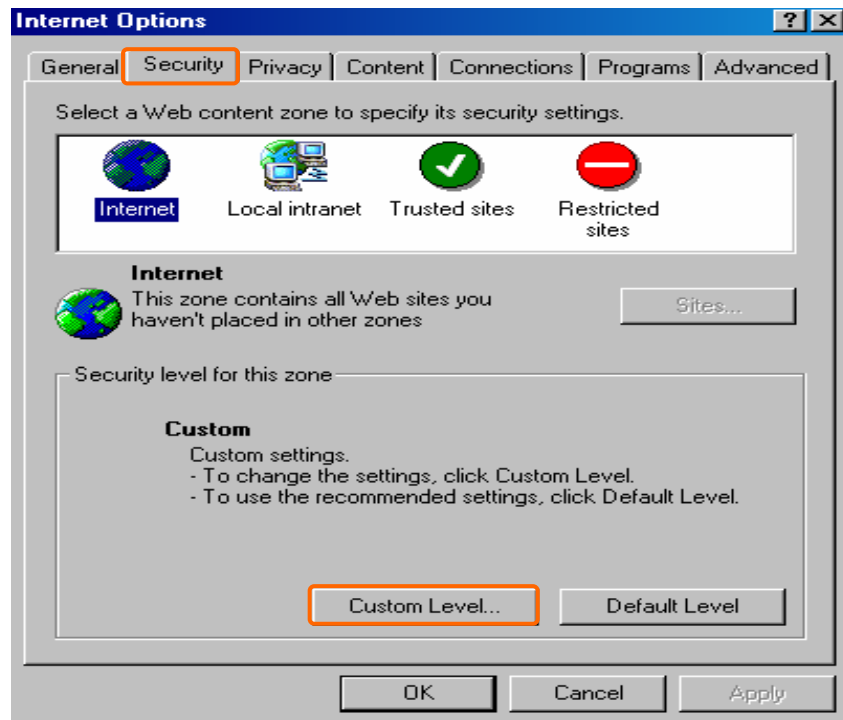 Internet Options
General Security Privacy Content Connections Programs Advanced
Select a Web content zone to specify its security settings.
Internet Local intranet Trusted sites Restricted
sites
Internet
This zone contains all Web sites you
haven't placed in other zones
Sites...
Security level for this zone
Custom
Custom settings.
- To change the settings, click Custom Level.
- To use the recommended settings, click Default Level.
Custom Level... Default Level
OK Cancel Apply